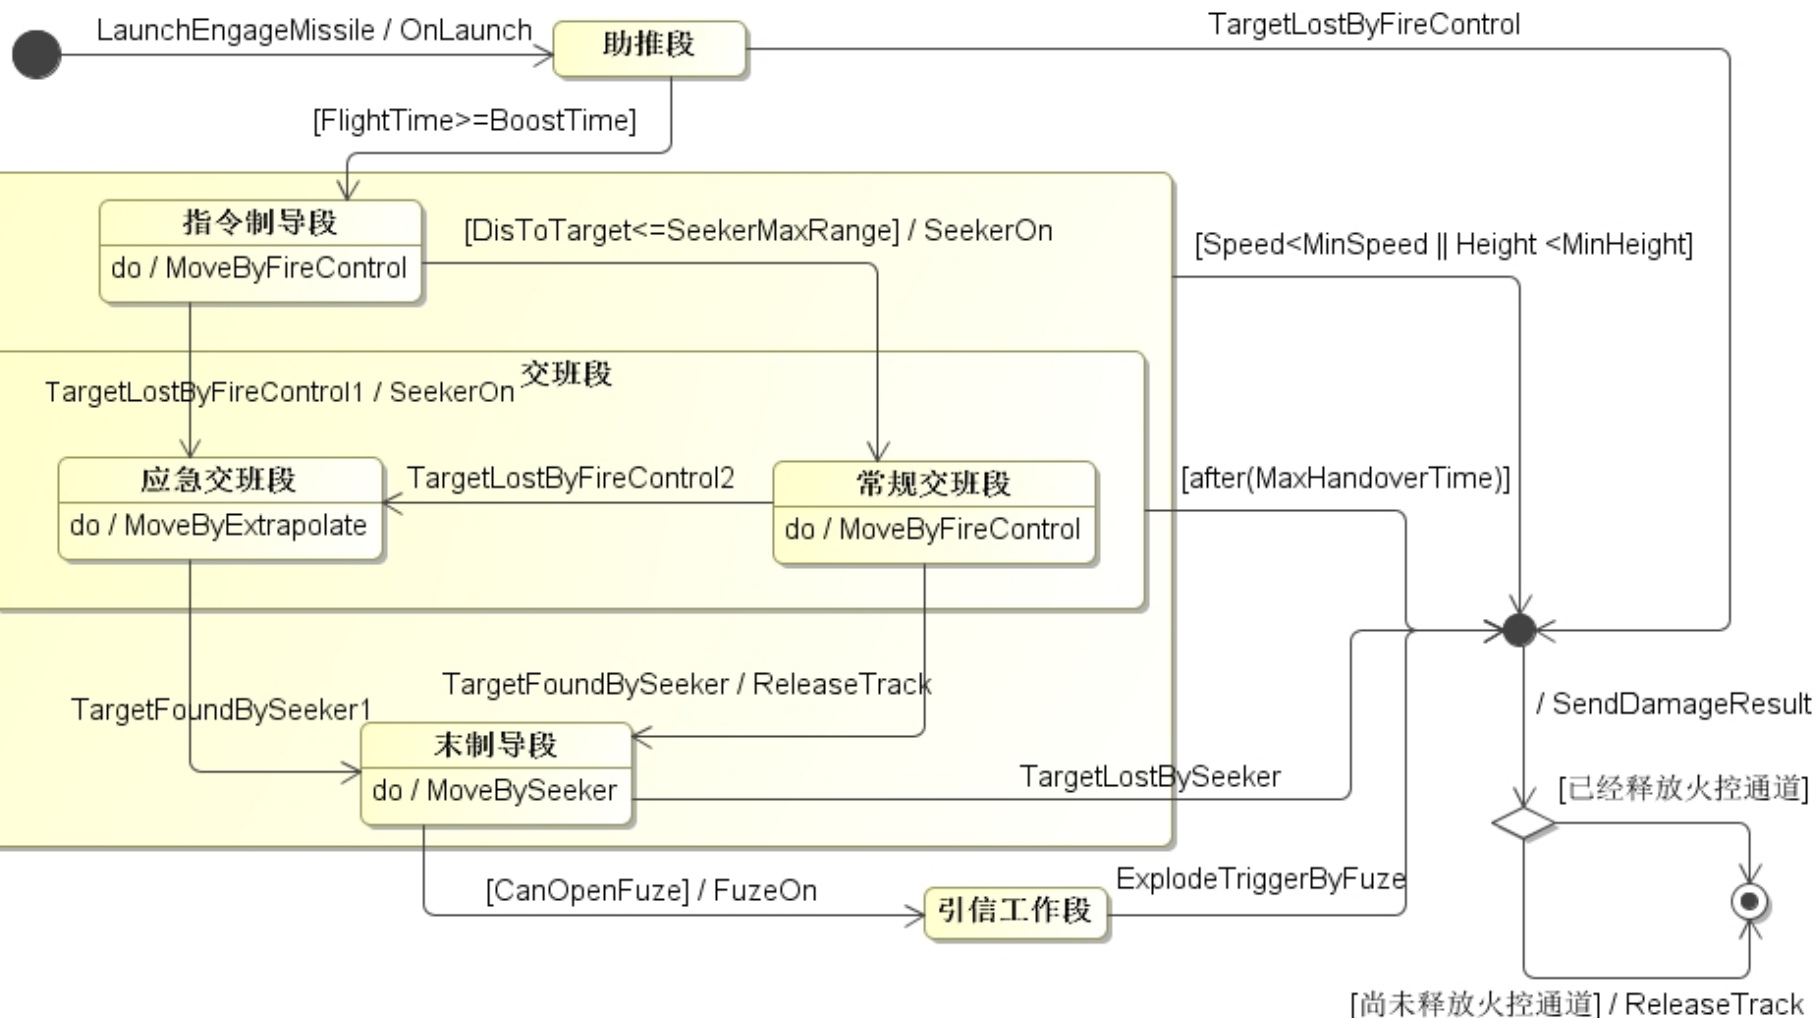 LaunchEngageMissile / OnLaunch
助推段
TargetLostByFireControl
[FlightTime>=BoostTime]
指令制导段
do / MoveByFireControl
[DisToTarget<=SeekerMaxRange] / SeekerOn
[Speed<MinSpeed || Height <MinHeight]
交班段
TargetLostByFireControl1 / SeekerOn
应急交班段
do / MoveByExtrapolate
TargetLostByFireControl2
常规交班段
do / MoveByFireControl
[after(MaxHandoverTime)]
TargetFoundBySeeker / ReleaseTrack
TargetFoundBySeeker1
/ SendDamageResult
末制导段
do / MoveBySeeker
TargetLostBySeeker
[已经释放火控通道]
[CanOpenFuze] / FuzeOn
ExplodeTriggerByFuze
引信工作段
[尚未释放火控通道] / ReleaseTrack